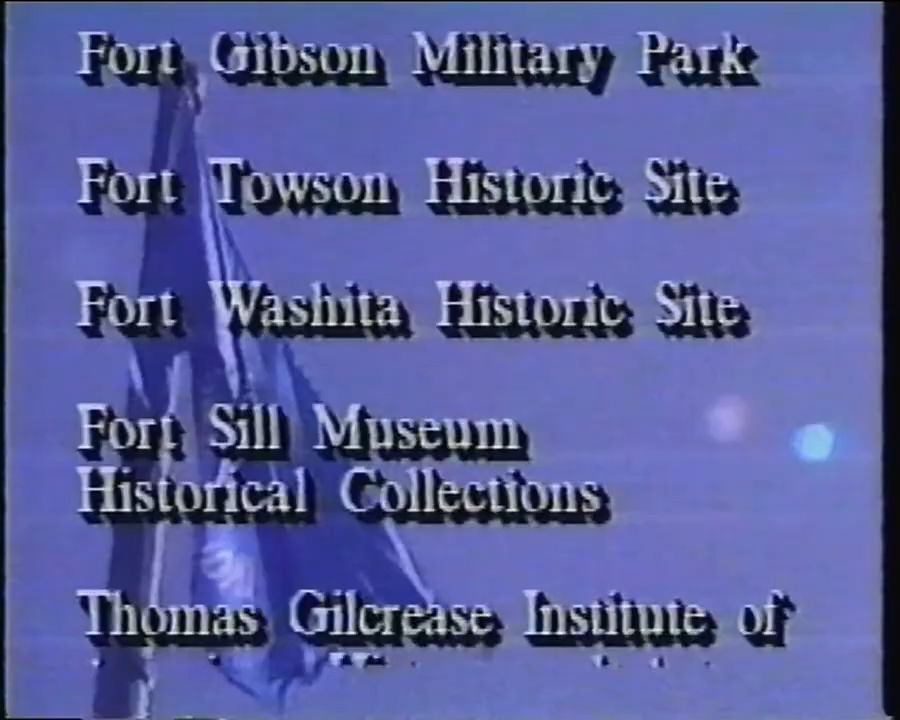 Fort Gibson Military Park
Fort Towson Historic Site
Fort Washita Historic Site
Fort Sill Museum
Historical Collections
Thomas Gilcrease Institute of